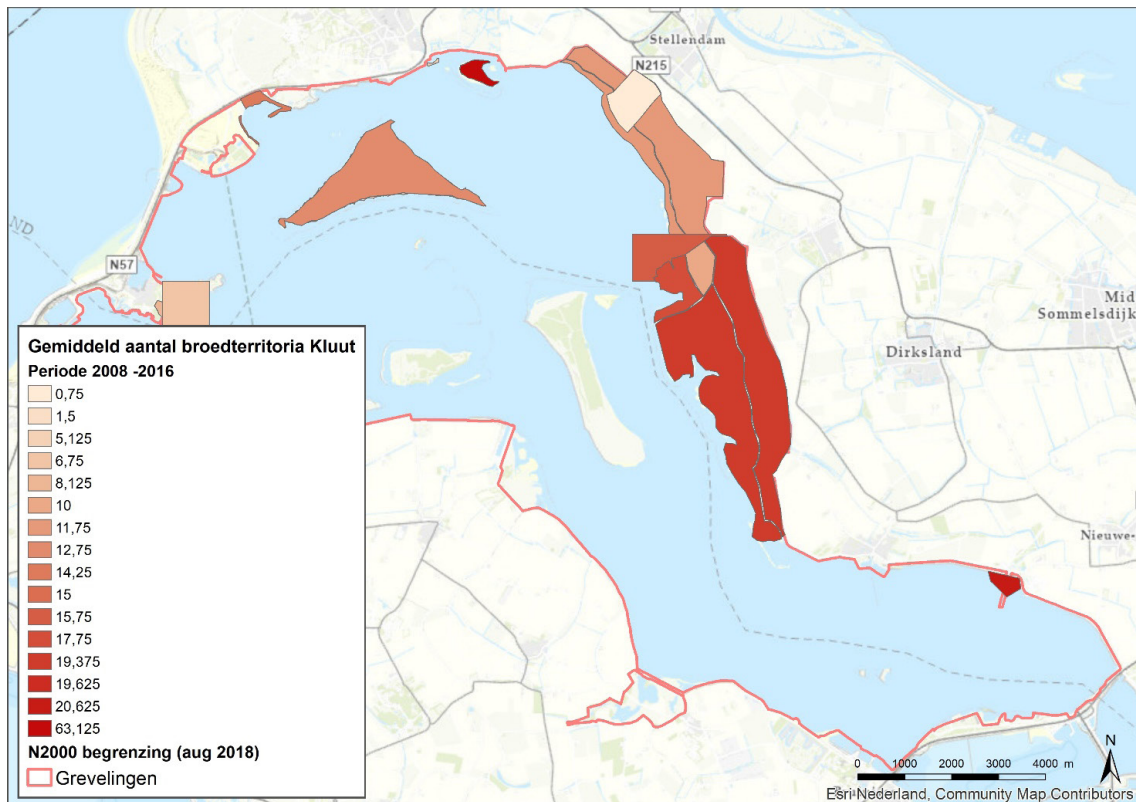 Stellendam
N215
ND
N57
Mid
Sommelsdijk
Dirksland
Nieuwe-
Gemiddeld aantal broedterritoria Kluut
Periode 2008 -2016
0,75
1,5
5,125
6,75
8,125
10
11,75
12,75
14,25
15
15,75
17,75
19,375
19,625
20,625
63,125
N2000 begrenzing (aug 2018)
Grevelingen
N
0 1000 2000 3000 4000 m
Esri Nederland, Community Map Contributors